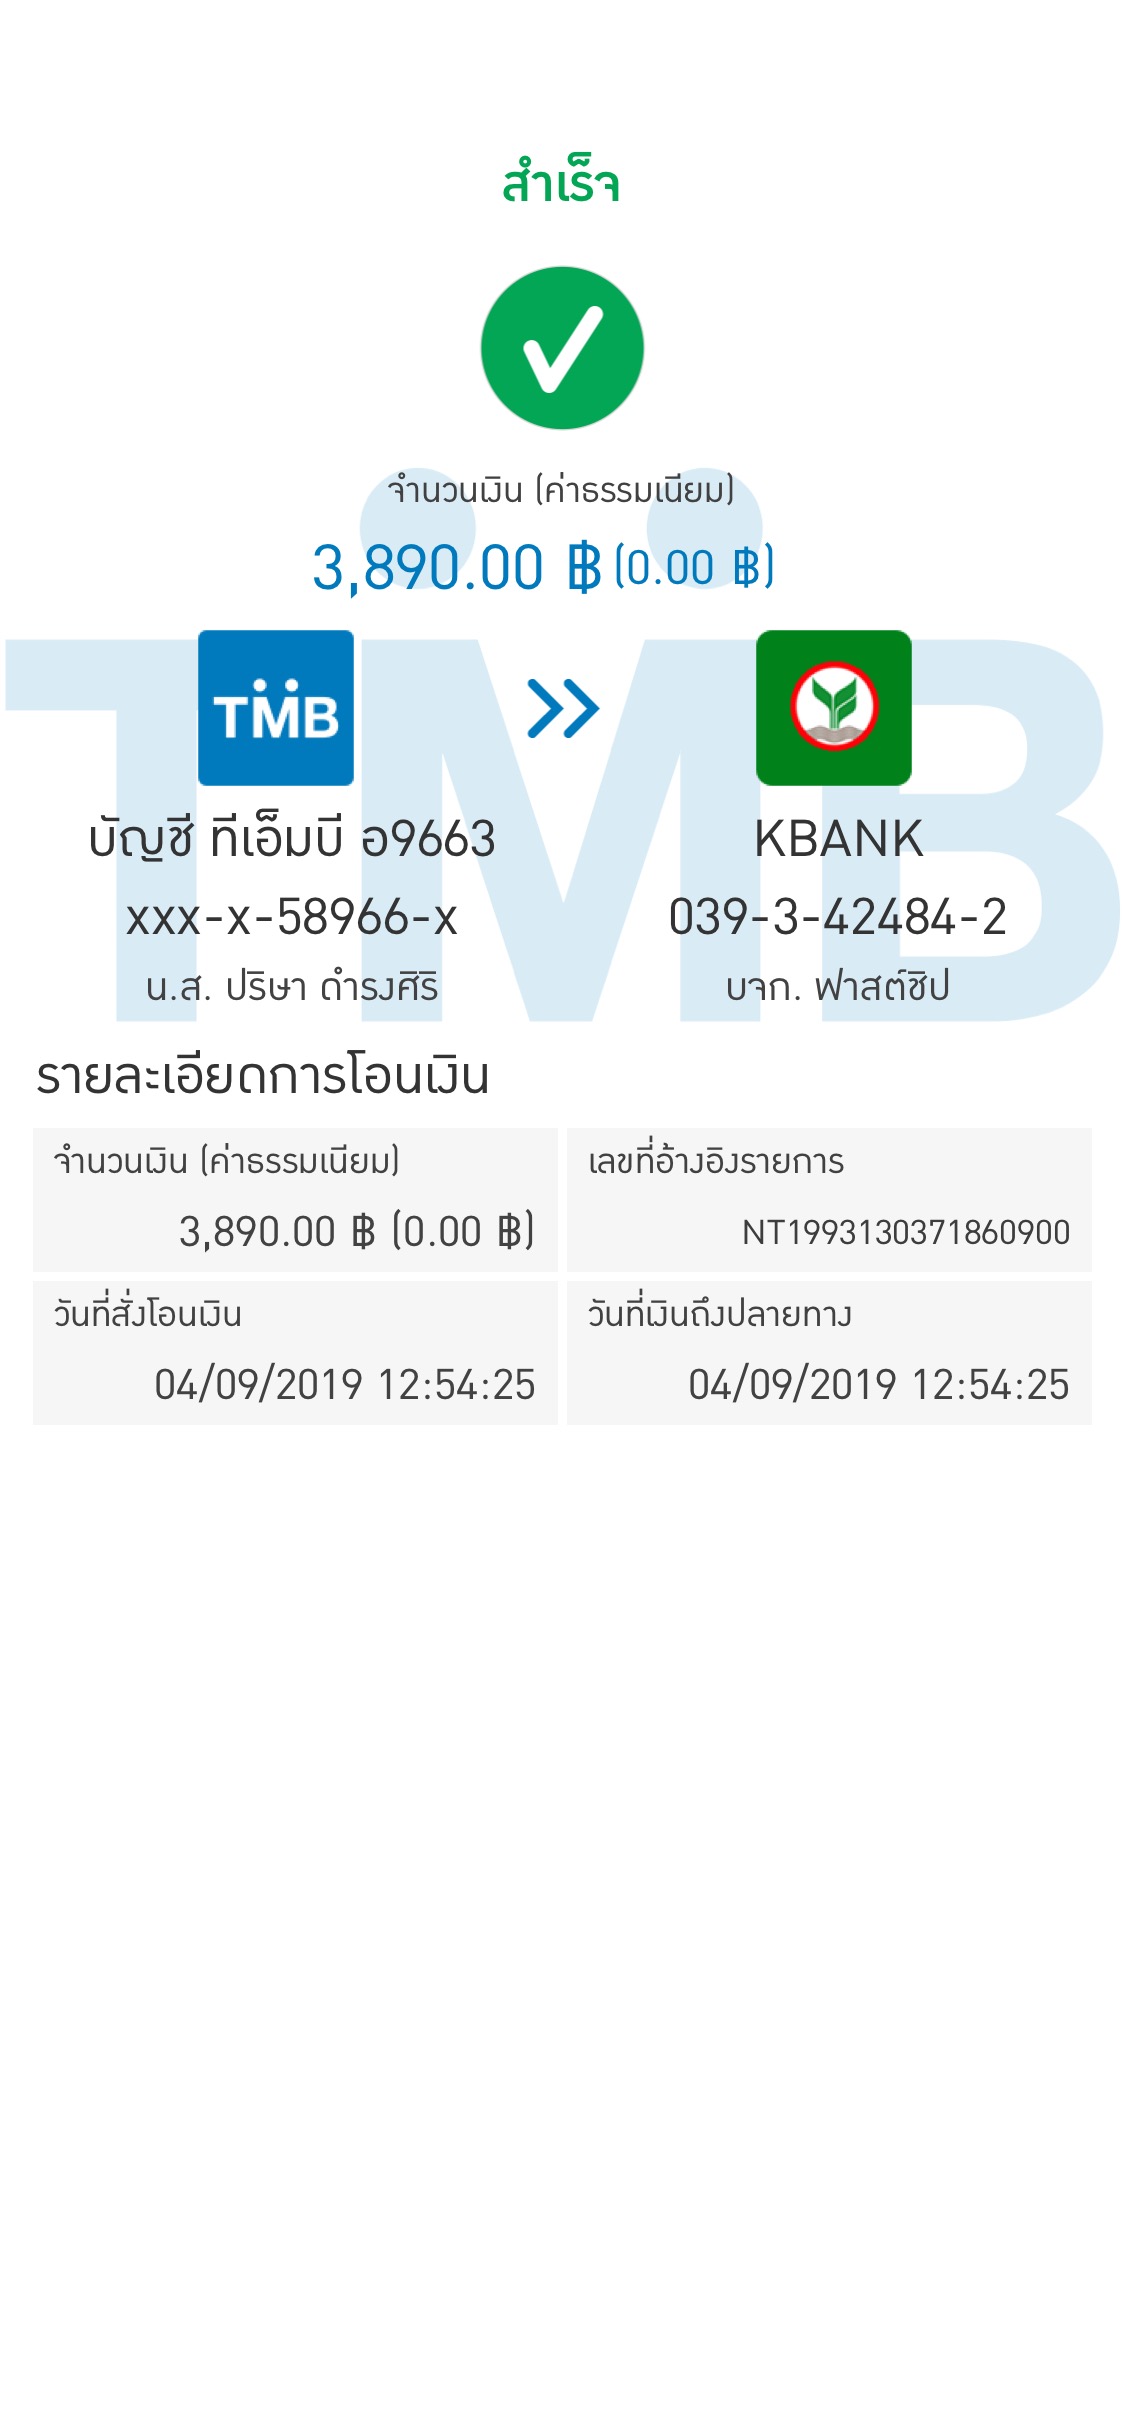 สำเร็จ
จำนวนเงิน (ค่าธรรมเนียม)
3,890.00 ฿ (0.00 ฿)
TMB
TMB
บัญชี ทีเอ็มบี อ9663
xxx-x-58966-x
น.ส. ปริษา ดำรงศิริ
KBANK
039-3-42484-2
บจก. ฟาสต์ชิป
รายละเอียดการโอนเงิน
จำนวนเงิน (ค่าธรรมเนียม)
3,890.00 ฿ (0.00 ฿)
เลขที่อ้างอิงรายการ
NT1993130371860900
วันที่สั่งโอนเงิน
04/09/2019 12:54:25
วันที่เงินถึงปลายทาง
04/09/2019 12:54:25